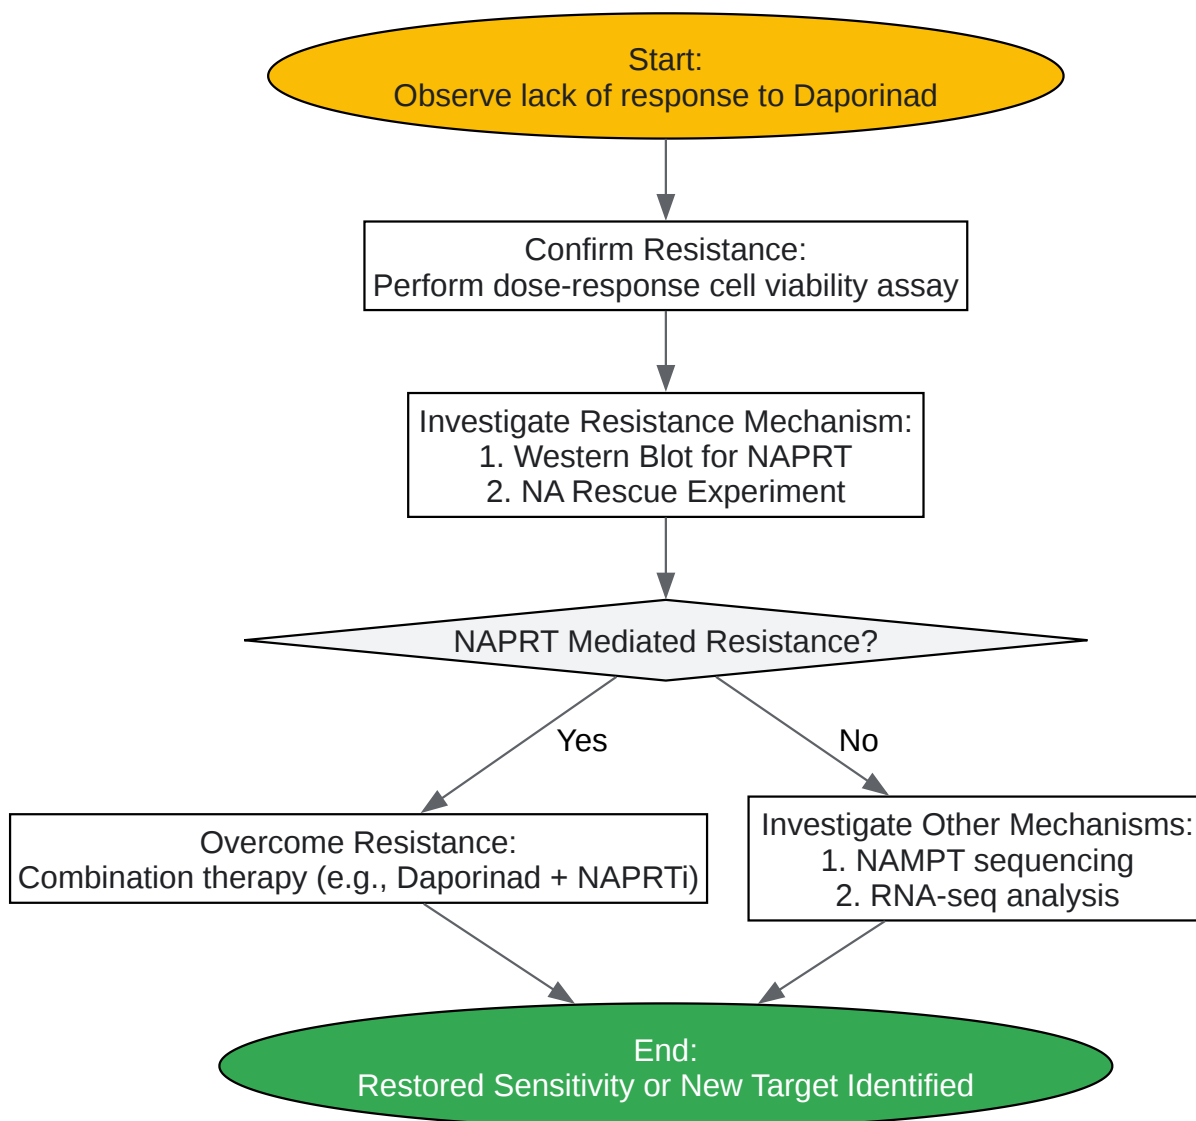 Start:
Observe lack of response to Daporinad
Confirm Resistance:
Perform dose-response cell viability assay
Investigate Resistance Mechanism:
1. Western Blot for NAPRT
2. NA Rescue Experiment
NAPRT Mediated Resistance?
Yes
No
Overcome Resistance:
Combination therapy (e.g., Daporinad + NAPRTi)
Investigate Other Mechanisms:
1. NAMPT sequencing
2. RNA-seq analysis
End:
Restored Sensitivity or New Target Identified